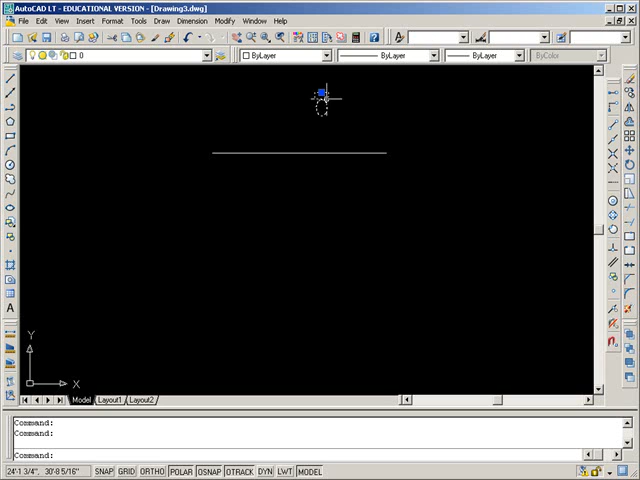 AutoCAD LT - EDUCATIONAL VERSION - [Drawing3.dwg]
File Edit View Insert Format Tools Draw Dimension Modify Window Help
0 ByLayer ByLayer ByLayer ByColor
A
Y
X
Model Layout1 Layout2
Command:
Command:
Command:
24'-1 3/4", 30'-8 5/16" SNAP GRID ORTHO POLAR OSNAP OTRACK DYN LWT MODEL